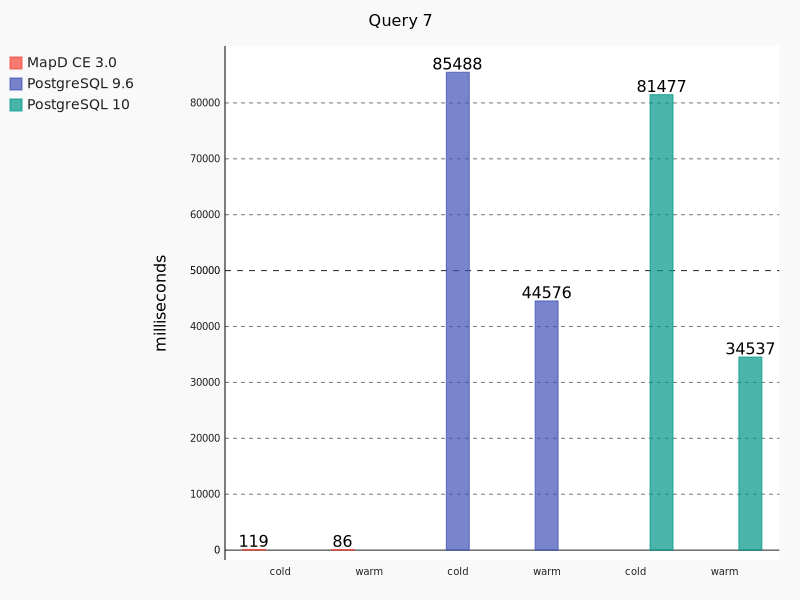 Query 7
MapD CE 3.0
PostgreSQL 9.6
PostgreSQL 10
milliseconds
80000
70000
60000
50000
40000
30000
20000
10000
0
119
86
85488
44576
81477
34537
cold warm cold warm cold warm